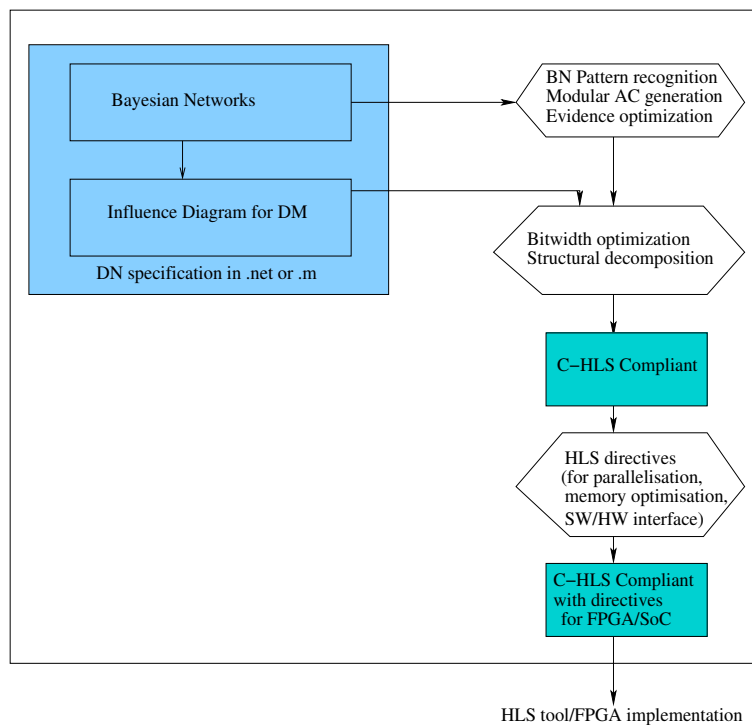 Bayesian Networks
BN Pattern recognition
Modular AC generation
Evidence optimization
Influence Diagram for DM
DN specification in .net or .m
Bitwidth optimization
Structural decomposition
C−HLS Compliant
HLS directives
(for parallelisation,
memory optimisation,
SW/HW interface)
C−HLS Compliant
with directives
for FPGA/SoC
HLS tool/FPGA implementation